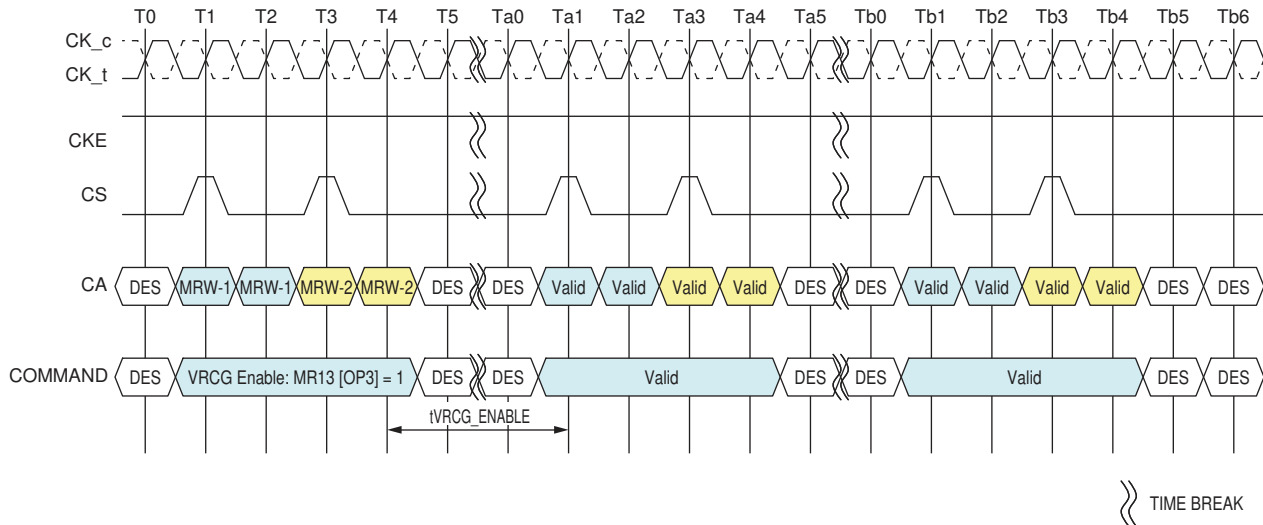 T0 T1 T2 T3 T4 T5 Ta0 Ta1 Ta2 Ta3 Ta4 Ta5 Tb0 Tb1 Tb2 Tb3 Tb4 Tb5 Tb6
CK_c
CK_t
CKE
CS
CA DES MRW-1 MRW-1 MRW-2 MRW-2 DES DES Valid Valid Valid Valid DES DES Valid Valid Valid Valid DES DES
COMMAND DES VRCG Enable: MR13 [OP3] = 1 DES DES Valid DES DES Valid DES DES
tVRCG_ENABLE
TIME BREAK